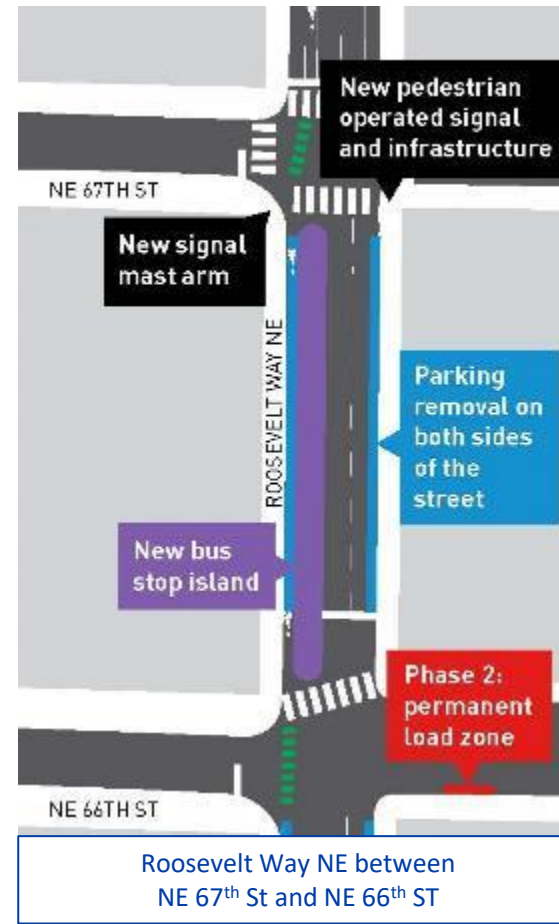 New pedestrian
operated signal
and infrastructure
NE 67TH ST
New signal
mast arm
ROOSEVELT WAY NE
Parking
removal on
both sides
of the
street
New bus
stop island
Phase 2:
permanent
load zone
NE 66TH ST
Roosevelt Way NE between
NE 67th St and NE 66th ST